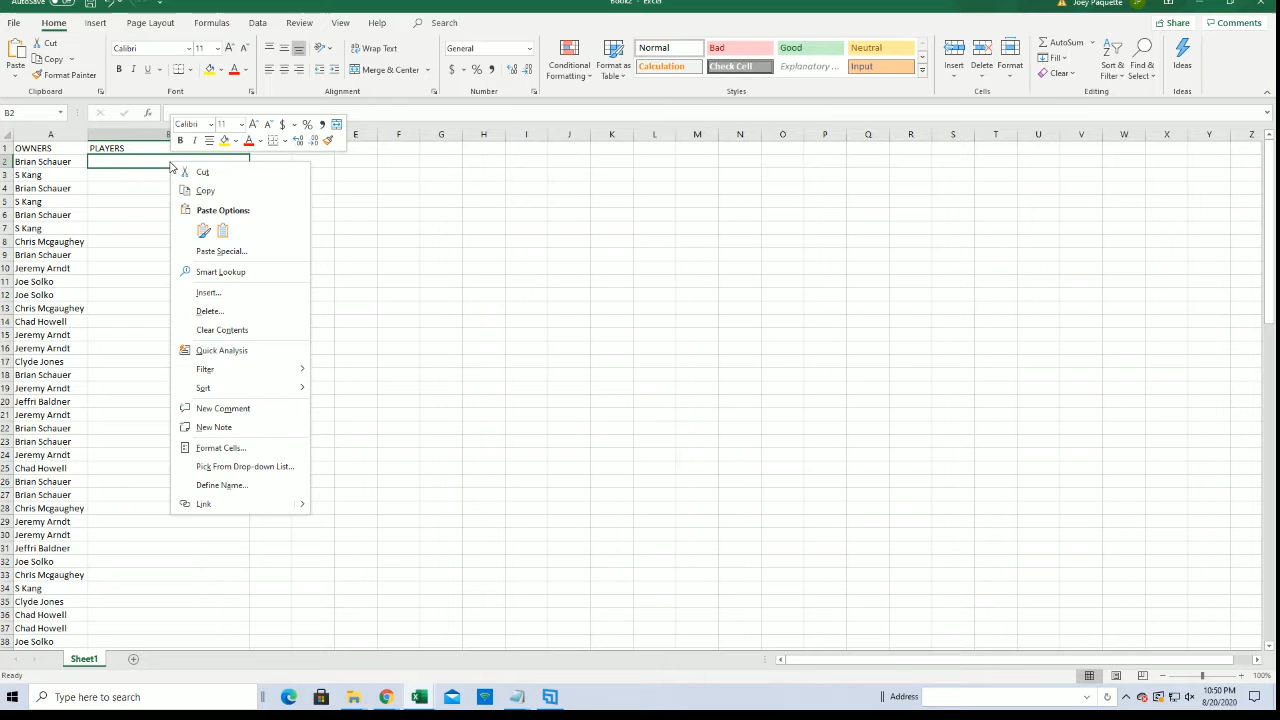 AutoSave Off Book2 - Excel Joey Paquette JP
File Home Insert Page Layout Formulas Data Review View Help Search Share Comments
Paste Cut Copy Format Painter Clipboard
Calibri 11 B I U Font
Wrap Text Merge & Center Alignment
General $ % , Number
Conditional Formatting Format as Table
Normal Bad Good Neutral
Calculation Check Cell Explanatory ... Input
Styles
Insert Delete Format Cells
AutoSum Fill Clear Sort & Filter Find & Select Editing
Ideas Ideas
B2 fx
Calibri 11 $ % ,
B I
A B E F G H I J K L M N O P Q R S T U V W X Y Z
1 OWNERS PLAYERS
2 Brian Schauer
3 S Kang
4 Brian Schauer
5 S Kang
6 Brian Schauer
7 S Kang
8 Chris Mcgaughey
9 Brian Schauer
10 Jeremy Arndt
11 Joe Solko
12 Joe Solko
13 Chris Mcgaughey
14 Chad Howell
15 Jeremy Arndt
16 Jeremy Arndt
17 Clyde Jones
18 Brian Schauer
19 Jeremy Arndt
20 Jeffri Baldner
21 Jeremy Arndt
22 Brian Schauer
23 Brian Schauer
24 Jeremy Arndt
25 Chad Howell
26 Brian Schauer
27 Brian Schauer
28 Chris Mcgaughey
29 Jeremy Arndt
30 Jeremy Arndt
31 Jeffri Baldner
32 Joe Solko
33 Chris Mcgaughey
34 S Kang
35 Clyde Jones
36 Chad Howell
37 Chad Howell
38 Joe Solko
Cut
Copy
Paste Options:
Paste Special...
Smart Lookup
Insert...
Delete...
Clear Contents
Quick Analysis
Filter
Sort
New Comment
New Note
Format Cells...
Pick From Drop-down List...
Define Name...
Link
Sheet1
Ready 100%
Type here to search Address 10:50 PM
8/20/2020